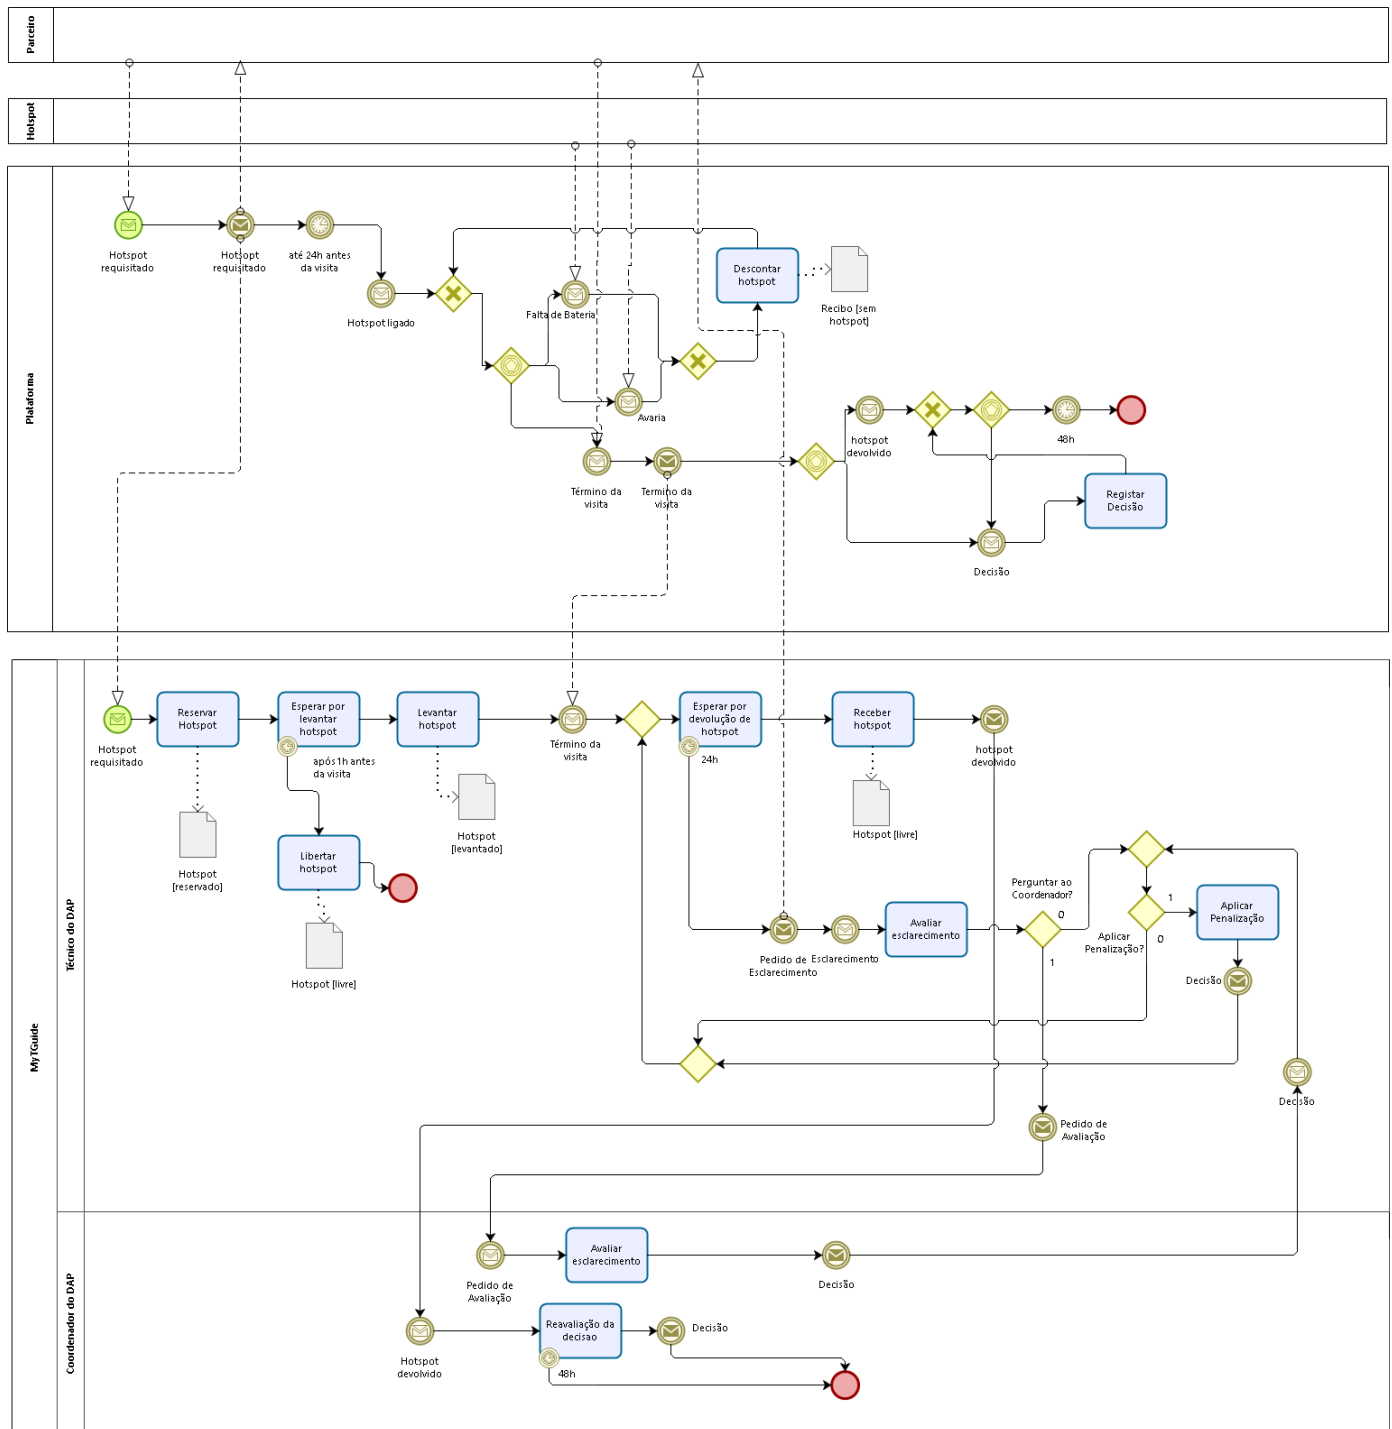 Parceiro
Hotspot
Plataforma
Hotspot
requisitado
Hotsopt
requisitado
até 24h antes
da visita
Hotspot ligado
Falta de Bateria
Avaria
Descontar
hotspot
Recibo [sem
hotspot]
Término da
visita
Termino da
visita
hotspot
devolvido
48h
Registar
Decisão
Decisão
MyTGuide
Técnico do DAP
Hotspot
requisitado
Reservar
Hotspot
Hotspot
[reservado]
Esperar por
levantar
hotspot
após 1h antes
da visita
Libertar
hotspot
Hotspot [livre]
Levantar
hotspot
Hotspot
[levantado]
Término da
visita
Esperar por
devolução de
hotspot
24h
Receber
hotspot
Hotspot [livre]
hotspot
devolvido
Pedido de
Esclarecimento
Esclarecimento
Avaliar
esclarecimento
Perguntar ao
Coordenador?
0
1
Aplicar
Penalização?
1
0
Aplicar
Penalização
Decisão
Decisão
Pedido de
Avaliação
Coordenador do DAP
Pedido de
Avaliação
Avaliar
esclarecimento
Decisão
Hotspot
devolvido
Reavaliação da
decisao
48h
Decisão